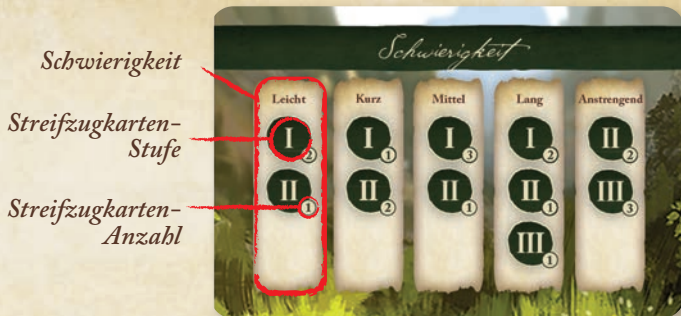 Schwierigkeit
Schwierigkeit
Leicht Kurz Mittel Lang Anstrengend
Streifzugkarten-
Stufe
I 2 I 1 I 3 I 2 II 2
Streifzugkarten-
Anzahl
II 1 II 2 II 1 II 1 III 3
III 1